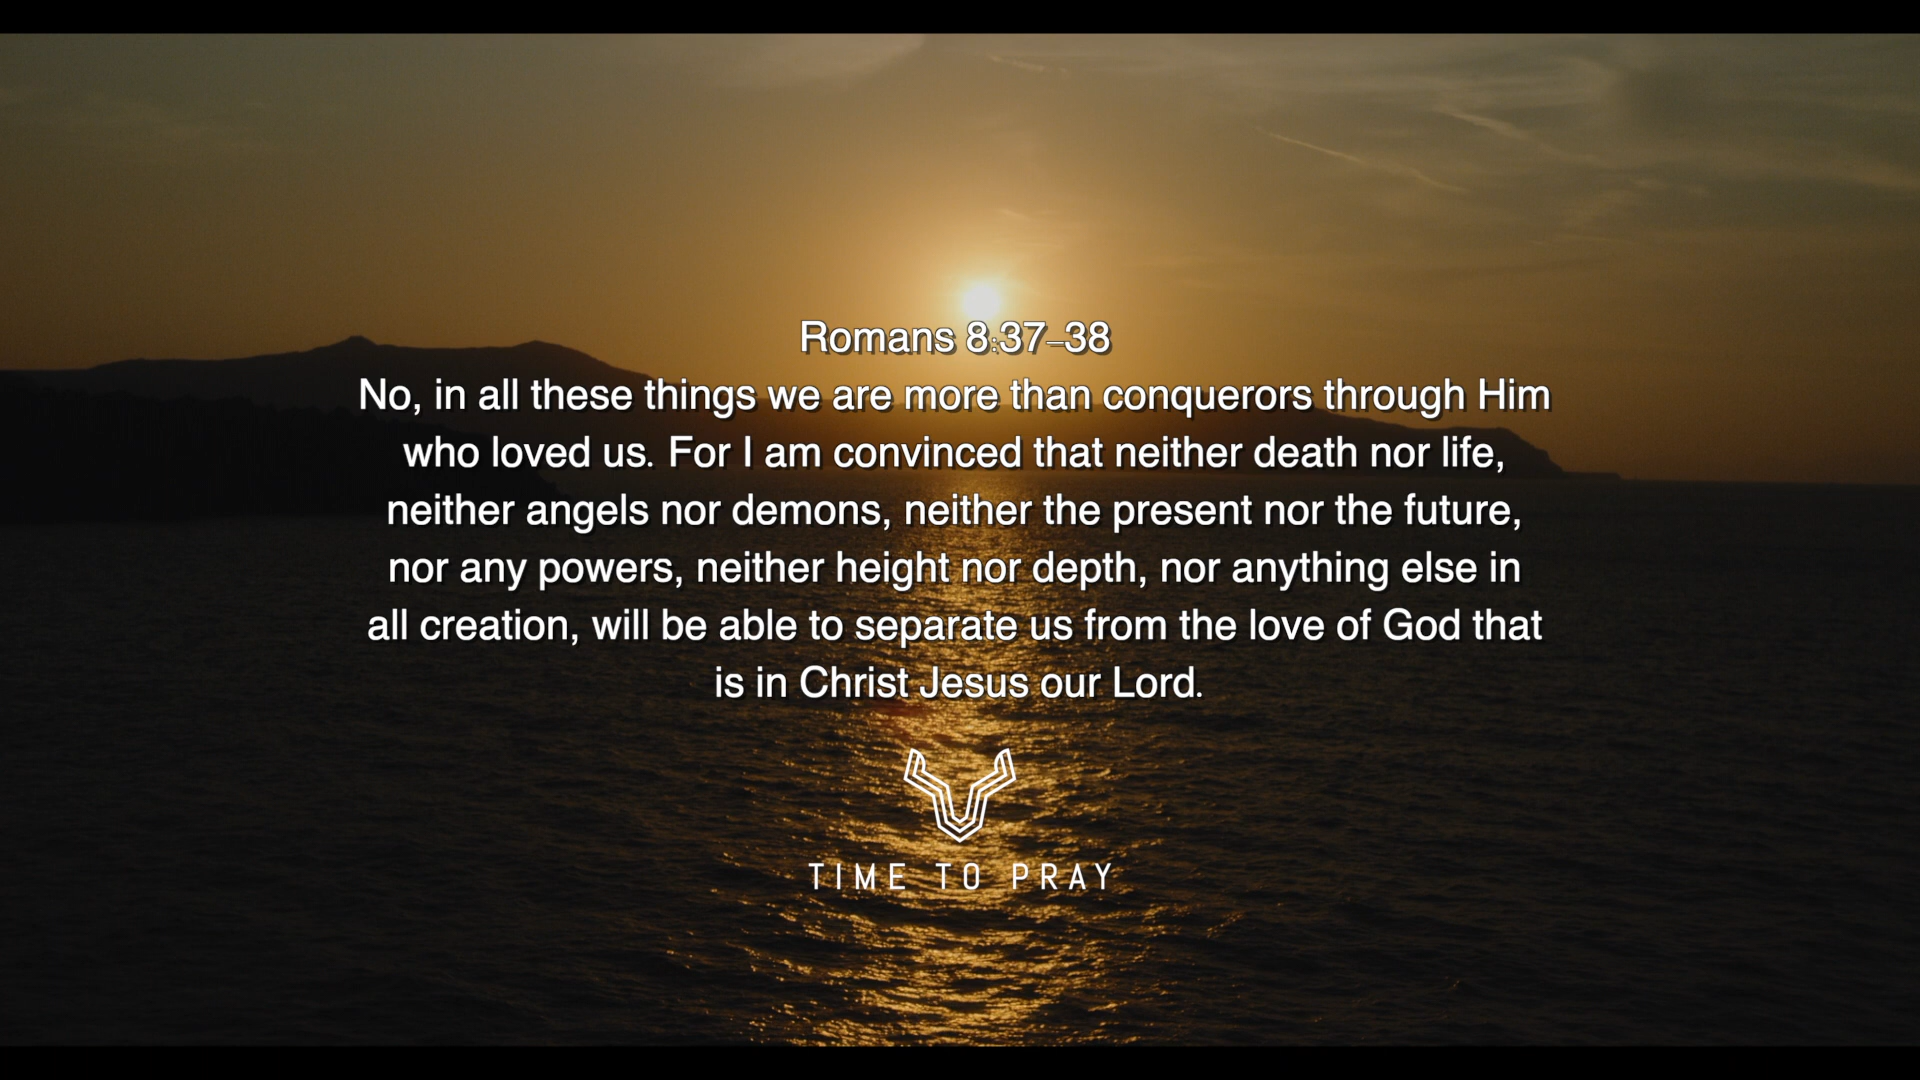 Romans 8:37–38
No, in all these things we are more than conquerors through Him
who loved us. For I am convinced that neither death nor life,
neither angels nor demons, neither the present nor the future,
nor any powers, neither height nor depth, nor anything else in
all creation, will be able to separate us from the love of God that
is in Christ Jesus our Lord.
TIME TO PRAY